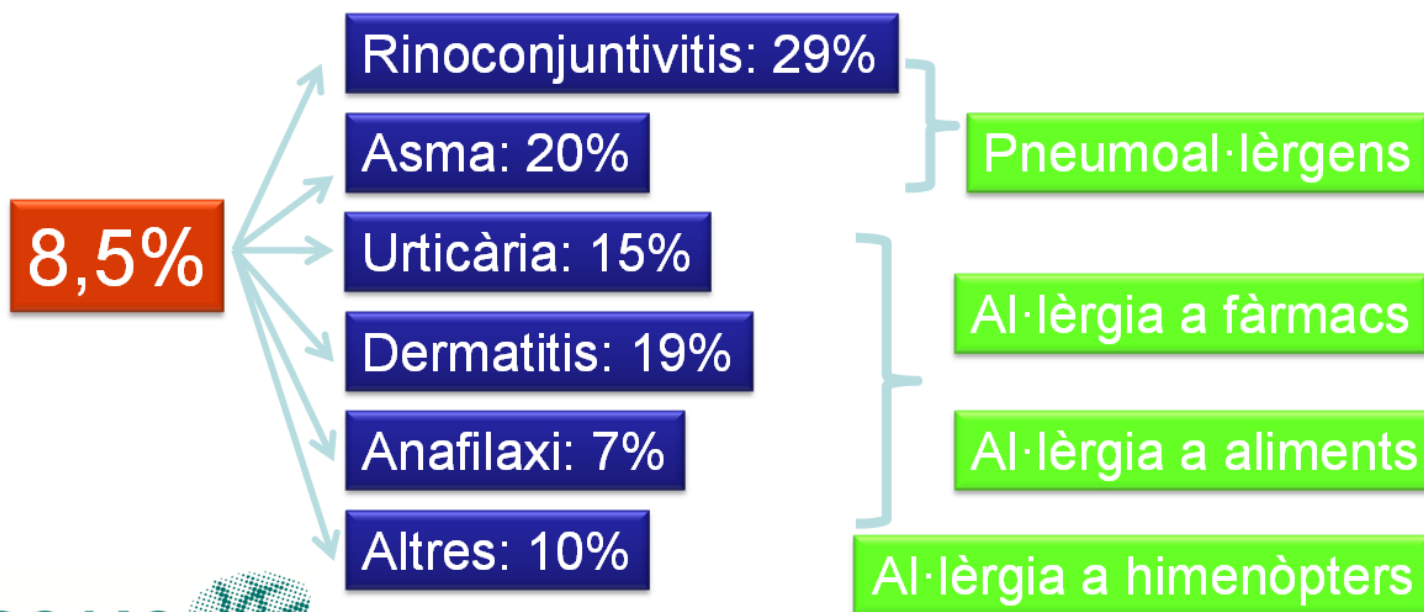 Rinoconjuntivitis: 29%
Asma: 20%
Pneumoal·lèrgens
8,5%
Urticària: 15%
Al·lèrgia a fàrmacs
Dermatitis: 19%
Anafilaxi: 7%
Al·lèrgia a aliments
Altres: 10%
Al·lèrgia a himenòpters